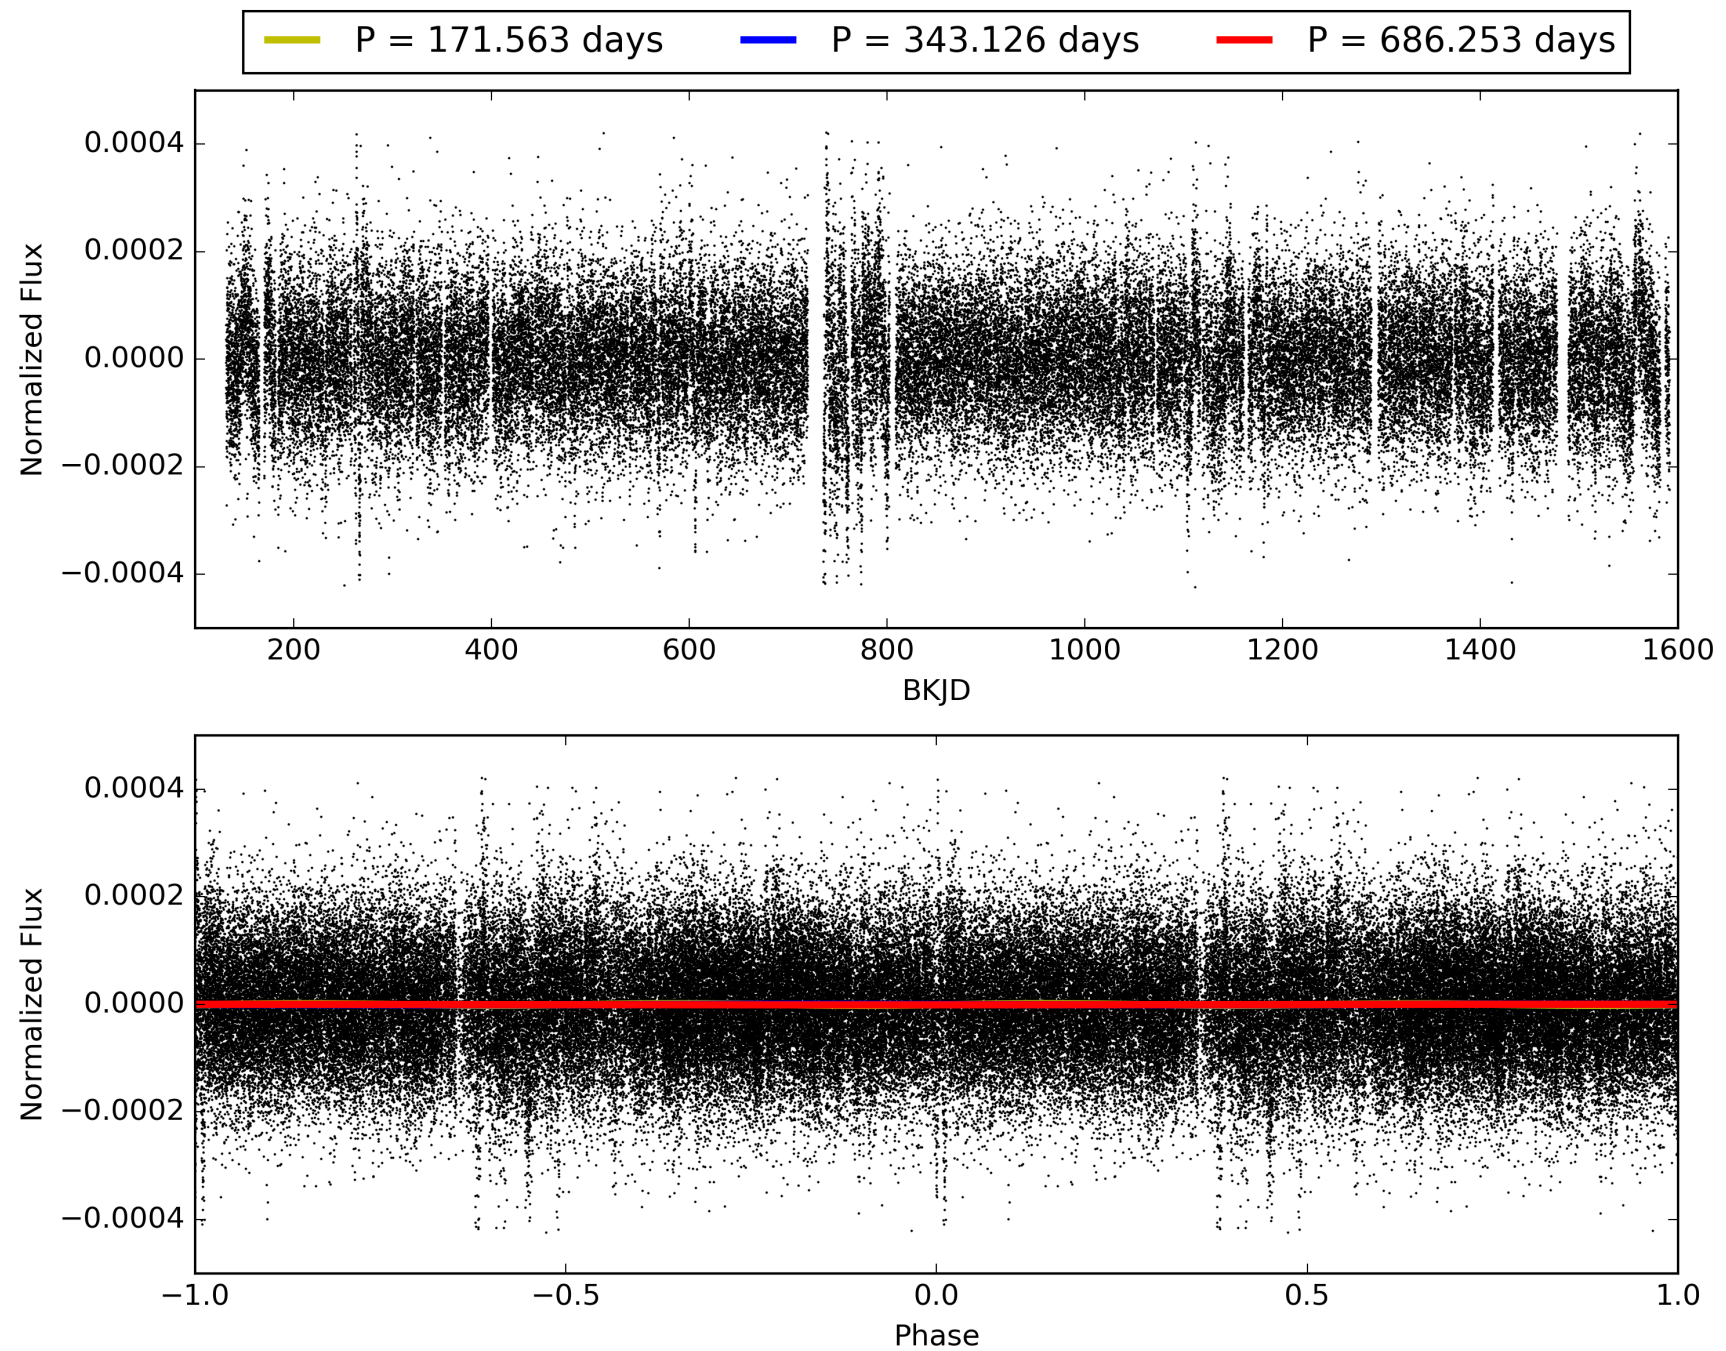 P = 171.563 days P = 343.126 days P = 686.253 days
0.0004
0.0002
0.0000
−0.0002
−0.0004
Normalized Flux
200 400 600 800 1000 1200 1400 1600
BKJD
0.0004
0.0002
0.0000
−0.0002
−0.0004
Normalized Flux
−1.0 −0.5 0.0 0.5 1.0
Phase